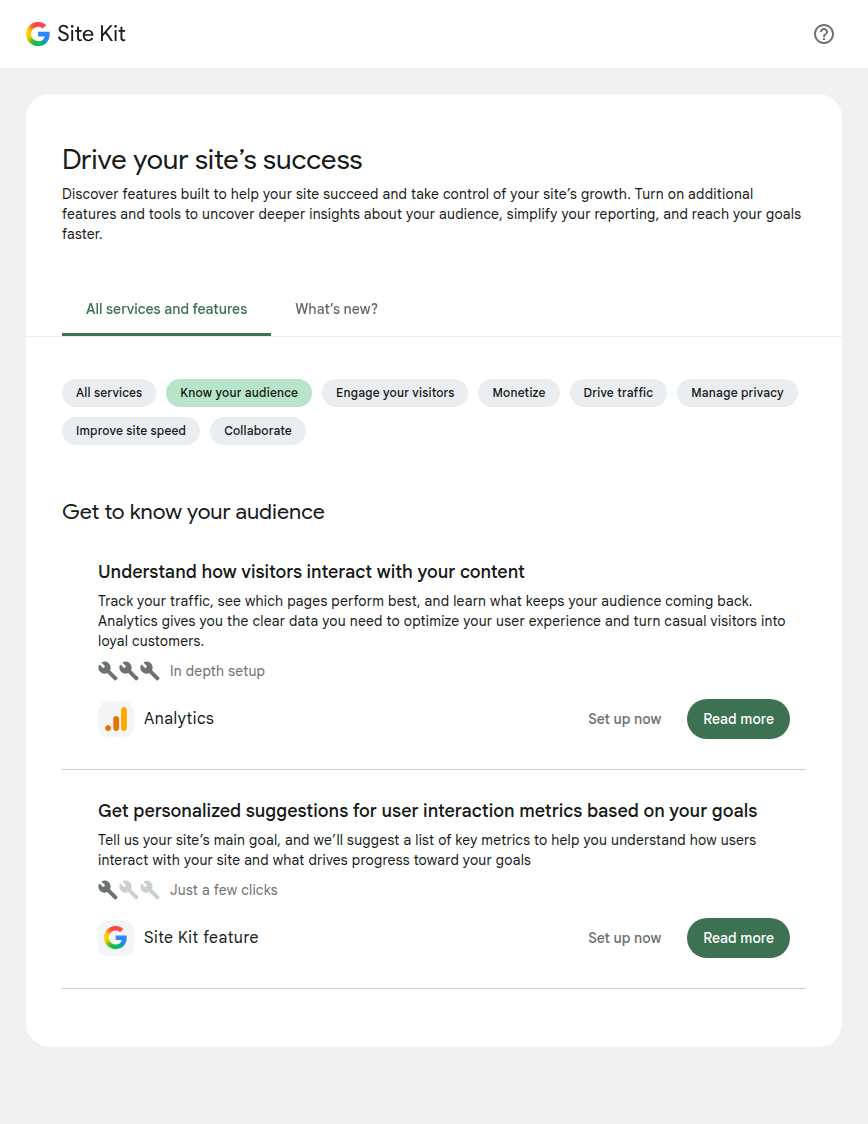 Site Kit
Drive your site’s success
Discover features built to help your site succeed and take control of your site’s growth. Turn on additional
features and tools to uncover deeper insights about your audience, simplify your reporting, and reach your goals
faster.
All services and features
What’s new?
All services
Know your audience
Engage your visitors
Monetize
Drive traffic
Manage privacy
Improve site speed
Collaborate
Get to know your audience
Understand how visitors interact with your content
Track your traffic, see which pages perform best, and learn what keeps your audience coming back.
Analytics gives you the clear data you need to optimize your user experience and turn casual visitors into
loyal customers.
In depth setup
Analytics
Set up now
Read more
Get personalized suggestions for user interaction metrics based on your goals
Tell us your site’s main goal, and we’ll suggest a list of key metrics to help you understand how users
interact with your site and what drives progress toward your goals
Just a few clicks
Site Kit feature
Set up now
Read more